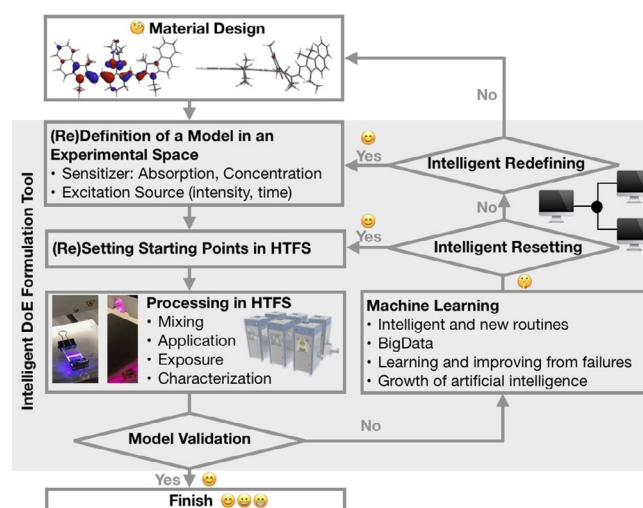 Material Design
No
(Re)Definition of a Model in an
Experimental Space
• Sensitizer: Absorption, Concentration
• Excitation Source (intensity, time)
Yes
Intelligent Redefining
No
(Re)Setting Starting Points in HTFS
Yes
Intelligent Resetting
Intelligent DoE Formulation Tool
Processing in HTFS
• Mixing
• Application
• Exposure
• Characterization
Machine Learning
• Intelligent and new routines
• BigData
• Learning and improving from failures
• Growth of artificial intelligence
Model Validation
No
Yes
Finish